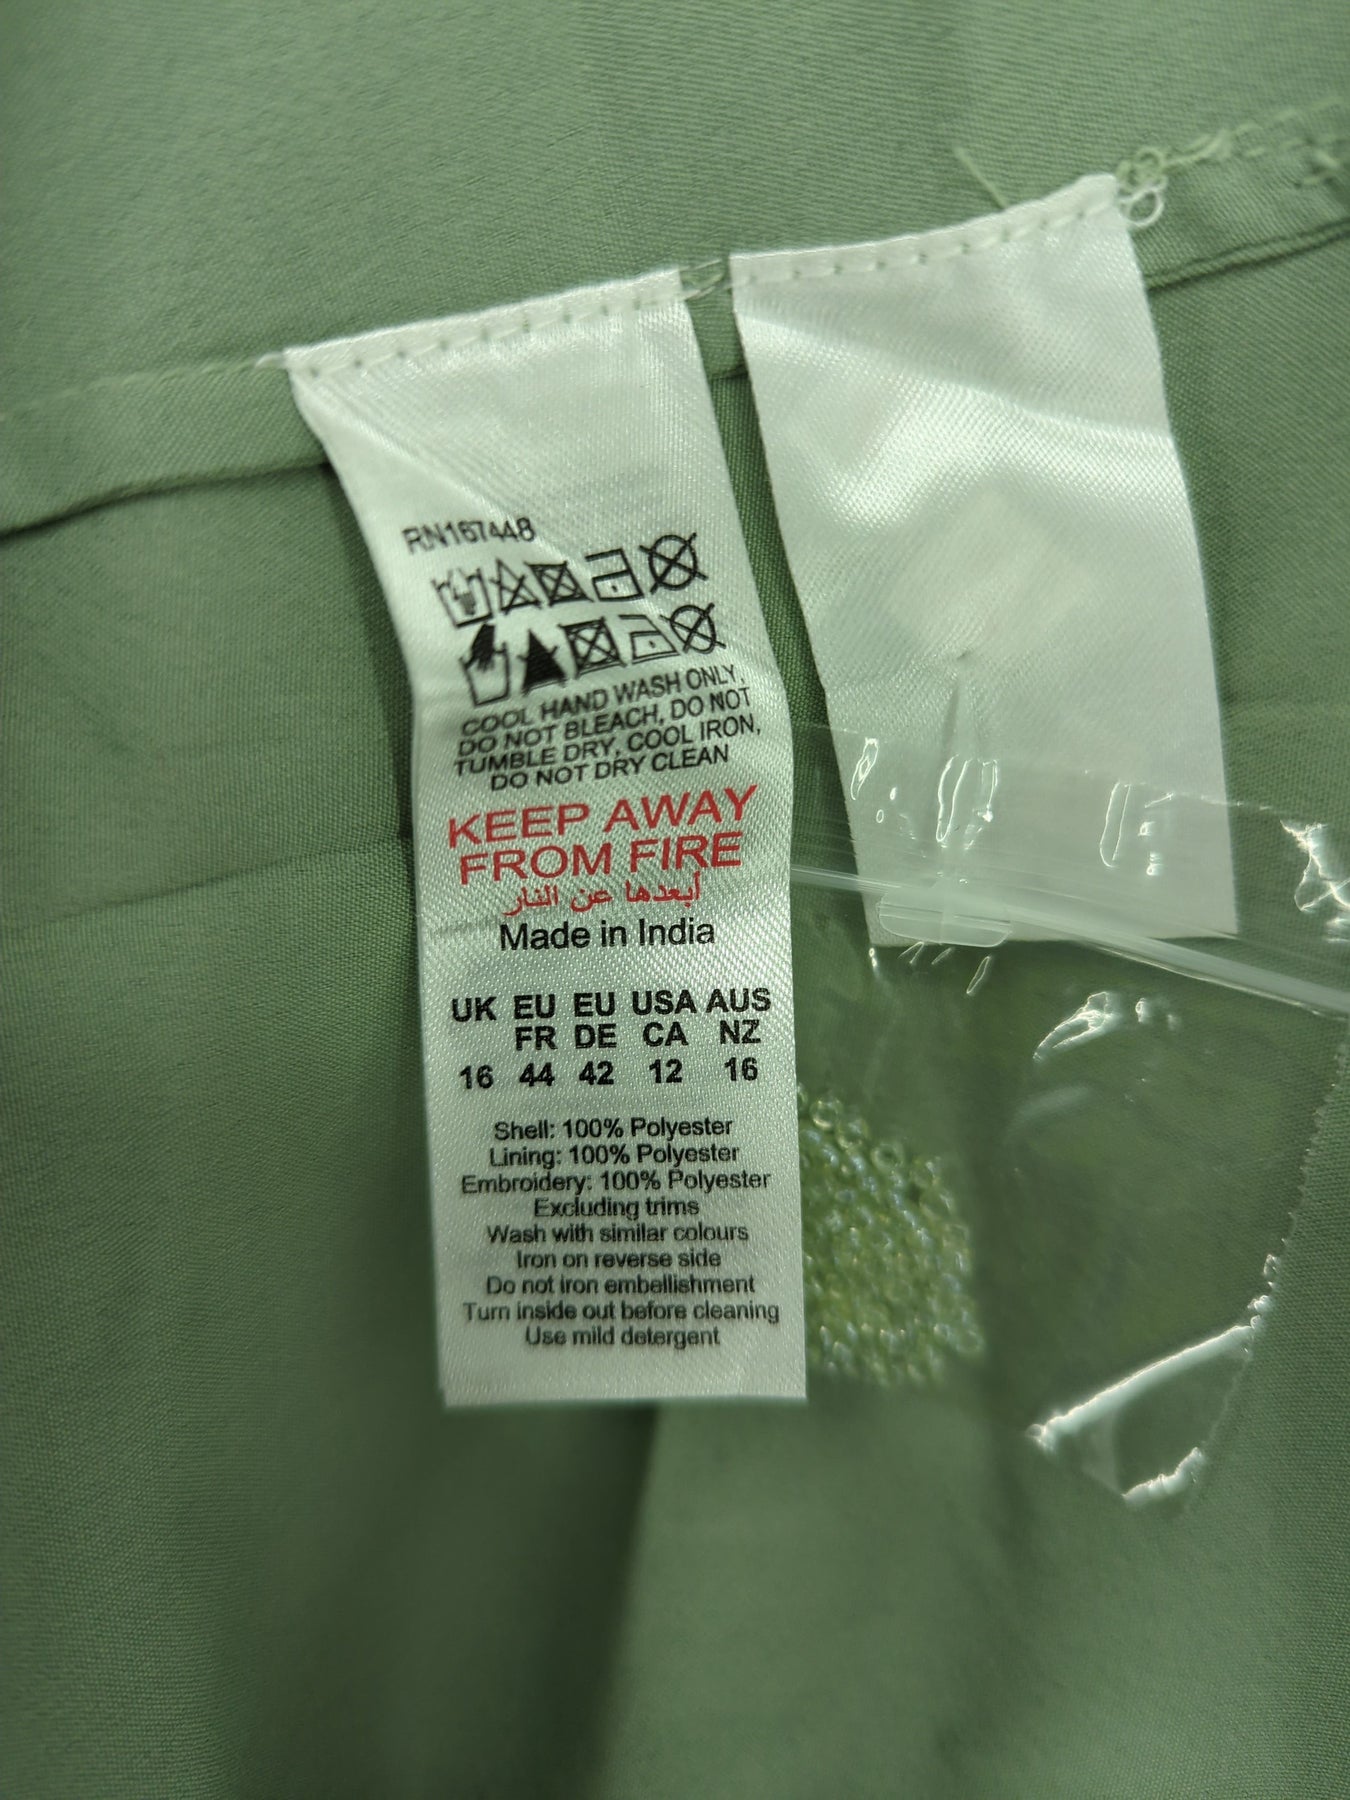 RN167448
COOL HAND WASH ONLY,
DO NOT BLEACH, DO NOT
TUMBLE DRY, COOL IRON,
DO NOT DRY CLEAN
KEEP AWAY
FROM FIRE
أبعدها عن النار
Made in India
UK EU EU USA AUS
FR DE CA NZ
16 44 42 12 16
Shell: 100% Polyester
Lining: 100% Polyester
Embroidery: 100% Polyester
Excluding trims
Wash with similar colours
Iron on reverse side
Do not iron embellishment
Turn inside out before cleaning
Use mild detergent